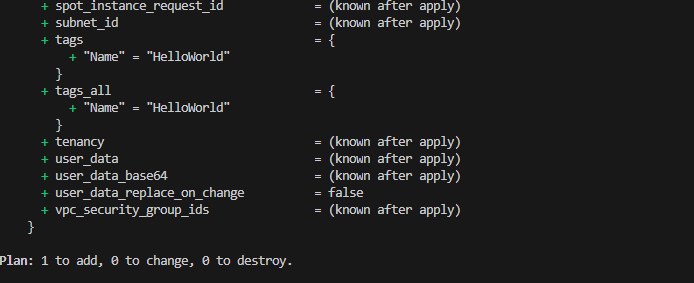 + spot_instance_request_id = (known after apply)
+ subnet_id = (known after apply)
+ tags = {
+ "Name" = "HelloWorld"
}
+ tags_all = {
+ "Name" = "HelloWorld"
}
+ tenancy = (known after apply)
+ user_data = (known after apply)
+ user_data_base64 = (known after apply)
+ user_data_replace_on_change = false
+ vpc_security_group_ids = (known after apply)
}
Plan: 1 to add, 0 to change, 0 to destroy.